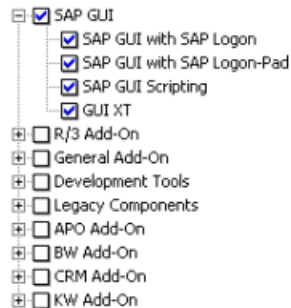 SAP GUI
SAP GUI with SAP Logon
SAP GUI with SAP Logon-Pad
SAP GUI Scripting
GUI XT
R/3 Add-On
General Add-On
Development Tools
Legacy Components
APO Add-On
BW Add-On
CRM Add-On
KW Add-On